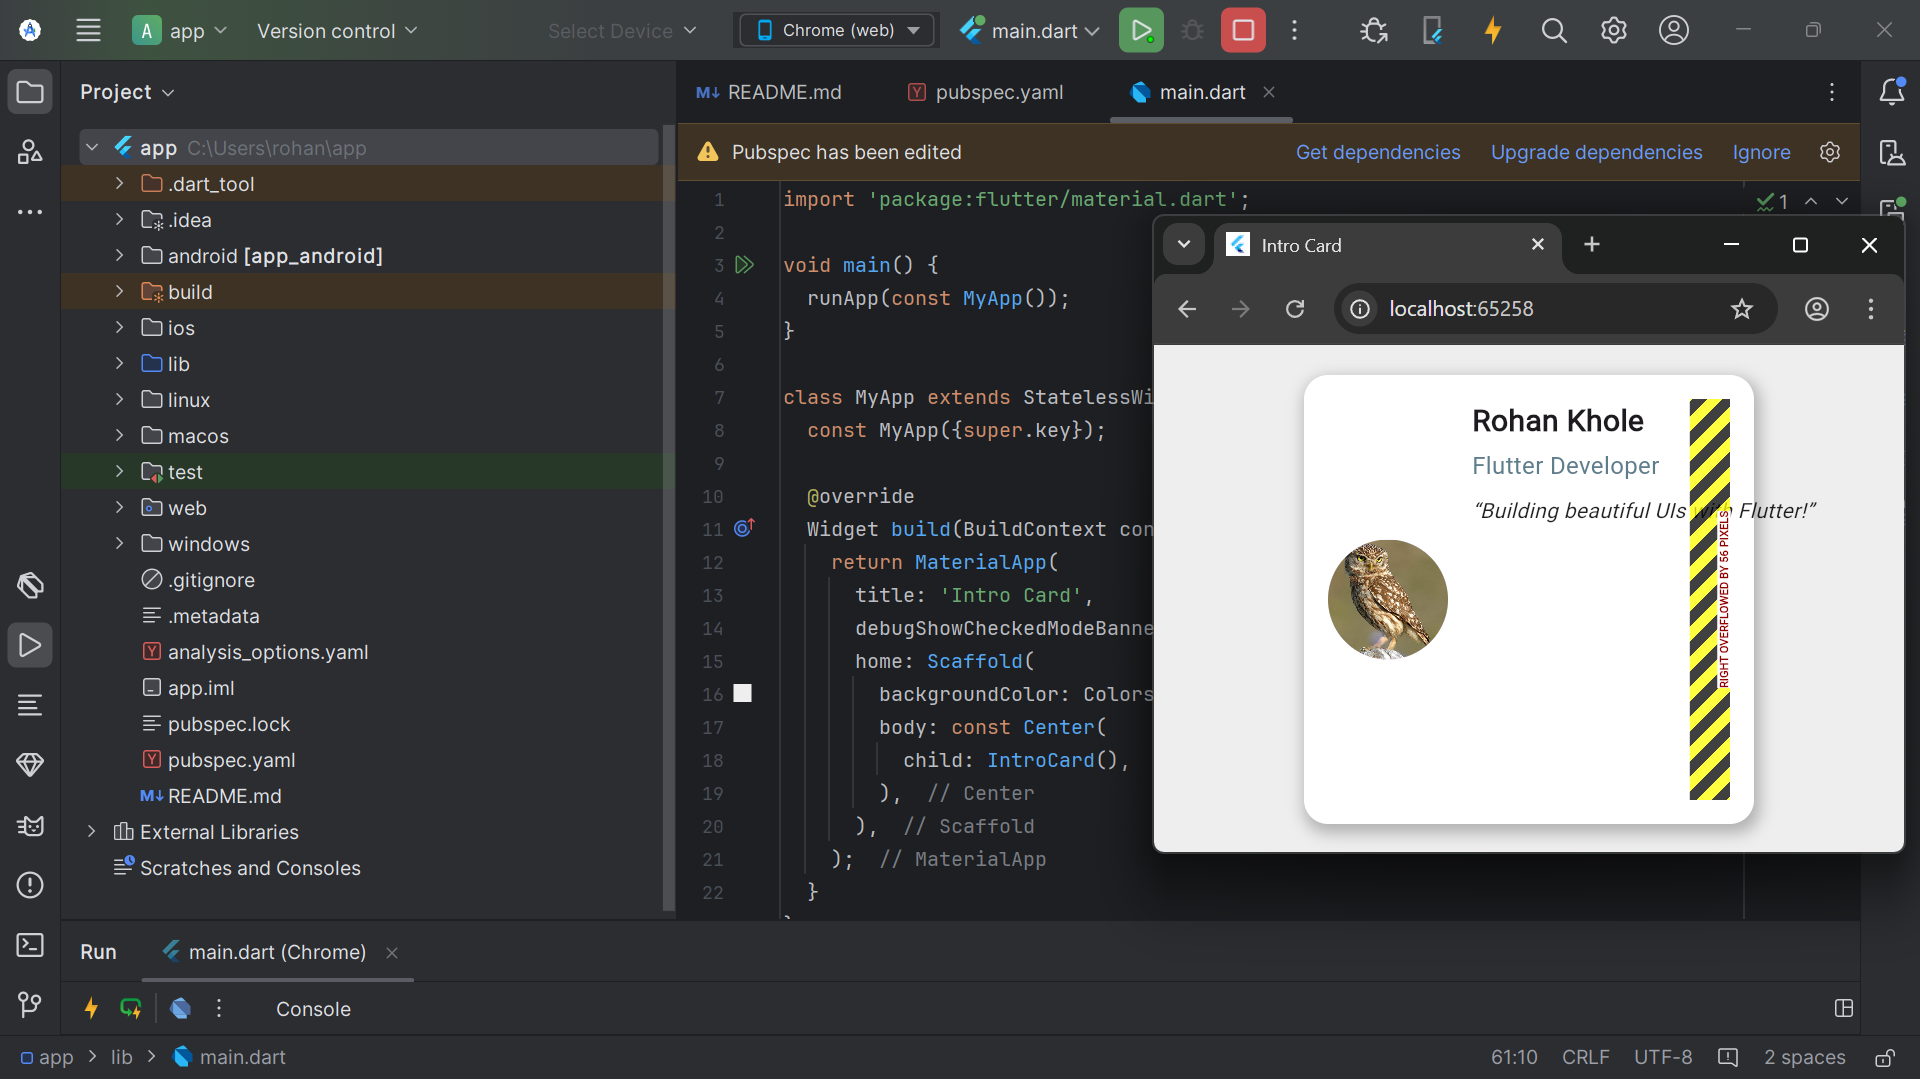 A app Version control Select Device Chrome (web) main.dart
Project
README.md pubspec.yaml main.dart
Pubspec has been edited Get dependencies Upgrade dependencies Ignore
app C:\Users\rohan\app
.dart_tool
.idea
android [app_android]
build
ios
lib
linux
macos
test
web
windows
.gitignore
.metadata
analysis_options.yaml
app.iml
pubspec.lock
pubspec.yaml
README.md
External Libraries
Scratches and Consoles
1 import 'package:flutter/material.dart';
1
2
3 void main() {
4 runApp(const MyApp());
5 }
6
7 class MyApp extends StatelessWi
8 const MyApp({super.key});
9
10 @override
11 Widget build(BuildContext con
12 return MaterialApp(
13 title: 'Intro Card',
14 debugShowCheckedModeBanne
15 home: Scaffold(
16 backgroundColor: Colors
17 body: const Center(
18 child: IntroCard(),
19 ), // Center
20 ), // Scaffold
21 ); // MaterialApp
22 }
Intro Card
localhost:65258
Rohan Khole
Flutter Developer
“Building beautiful UIs with Flutter!”
RIGHT OVERFLOWED BY 56 PIXELS
Run main.dart (Chrome)
Console
app > lib > main.dart 61:10 CRLF UTF-8 2 spaces